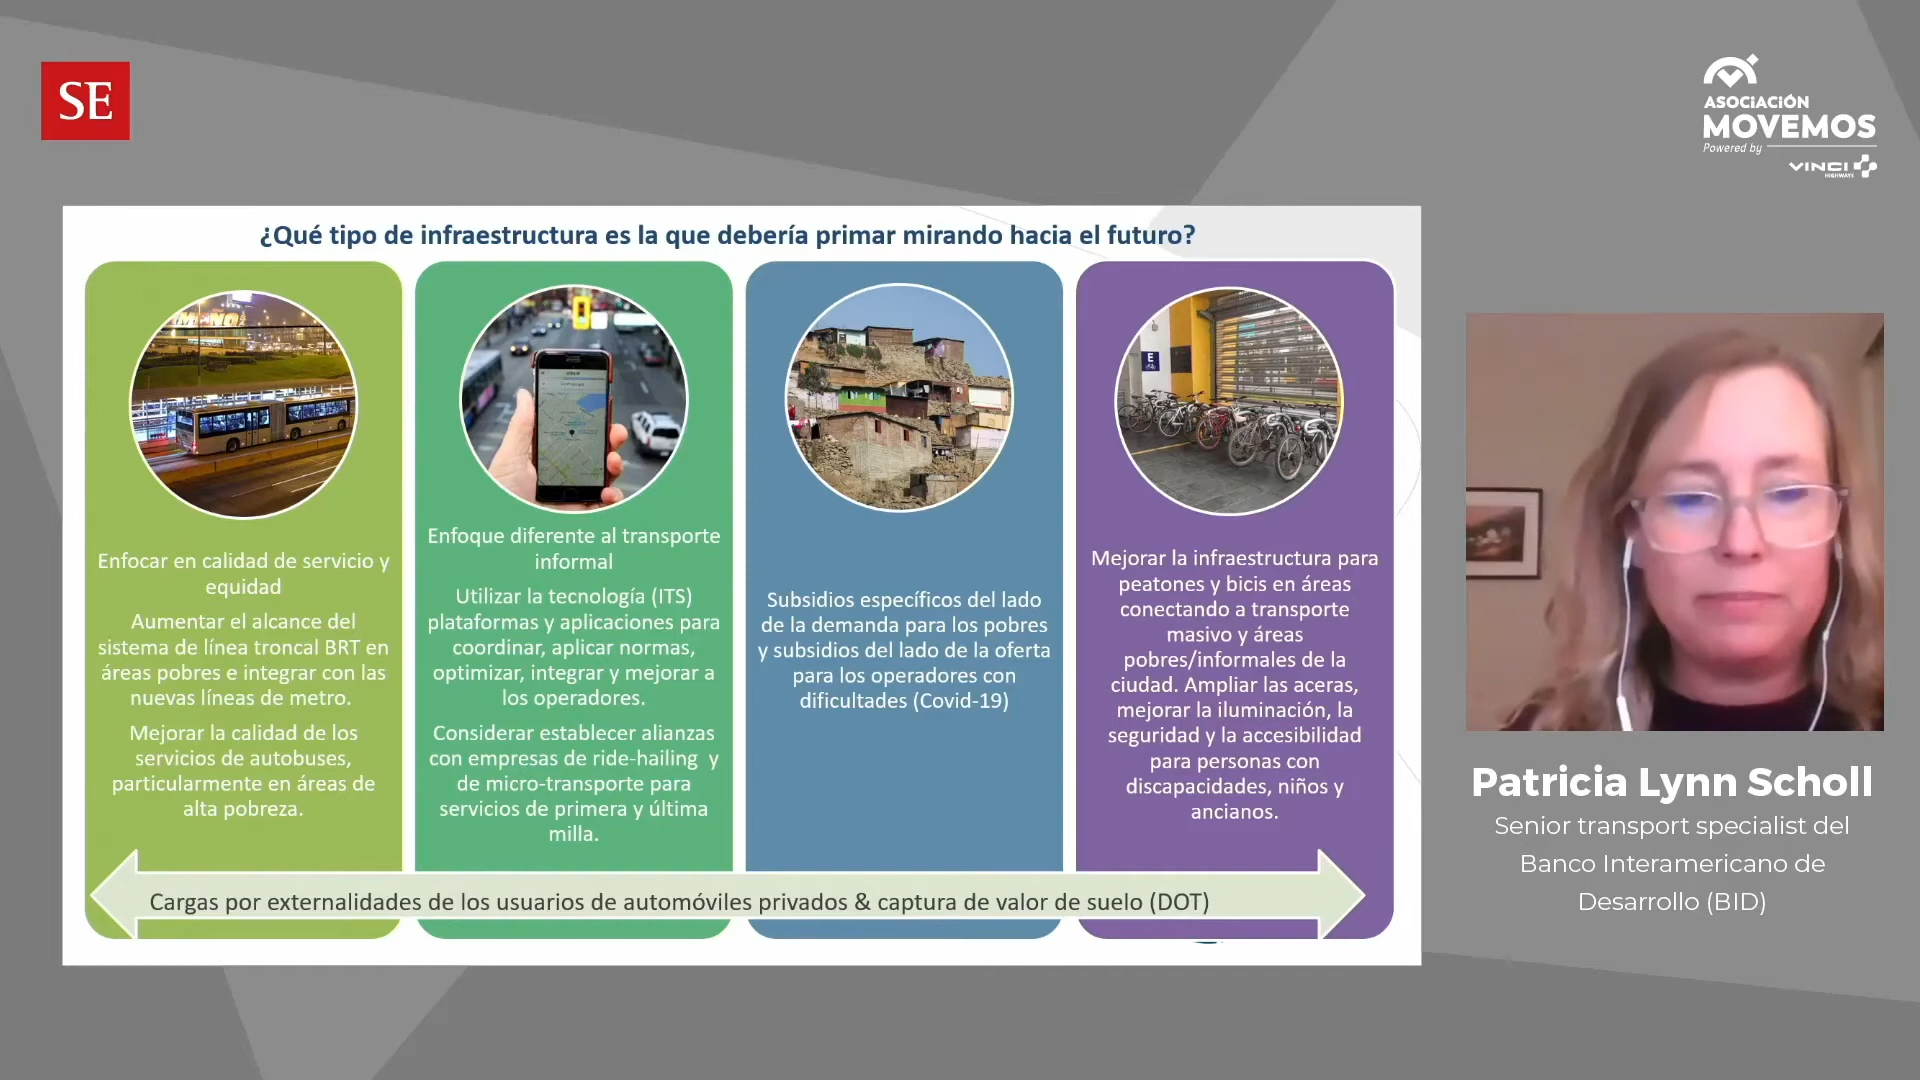 SE
ASOCIACIÓN
MOVEMOS
Powered by
VINCI
HIGHWAYS
¿Qué tipo de infraestructura es la que debería primar mirando hacia el futuro?
Enfocar en calidad de servicio y
equidad
Aumentar el alcance del
sistema de línea troncal BRT en
áreas pobres e integrar con las
nuevas líneas de metro.
Mejorar la calidad de los
servicios de autobuses,
particularmente en áreas de
alta pobreza.
Enfoque diferente al transporte
informal
Utilizar la tecnología (ITS)
plataformas y aplicaciones para
coordinar, aplicar normas,
optimizar, integrar y mejorar a
los operadores.
Considerar establecer alianzas
con empresas de ride-hailing y
de micro-transporte para
servicios de primera y última
milla.
Subsidios específicos del lado
de la demanda para los pobres
y subsidios del lado de la oferta
para los operadores con
dificultades (Covid-19)
E
Mejorar la infraestructura para
peatones y bicis en áreas
conectando a transporte
masivo y áreas
pobres/informales de la
ciudad. Ampliar las aceras,
mejorar la iluminación, la
seguridad y la accesibilidad
para personas con
discapacidades, niños y
ancianos.
Cargas por externalidades de los usuarios de automóviles privados & captura de valor de suelo (DOT)
Patricia Lynn Scholl
Senior transport specialist del
Banco Interamericano de
Desarrollo (BID)